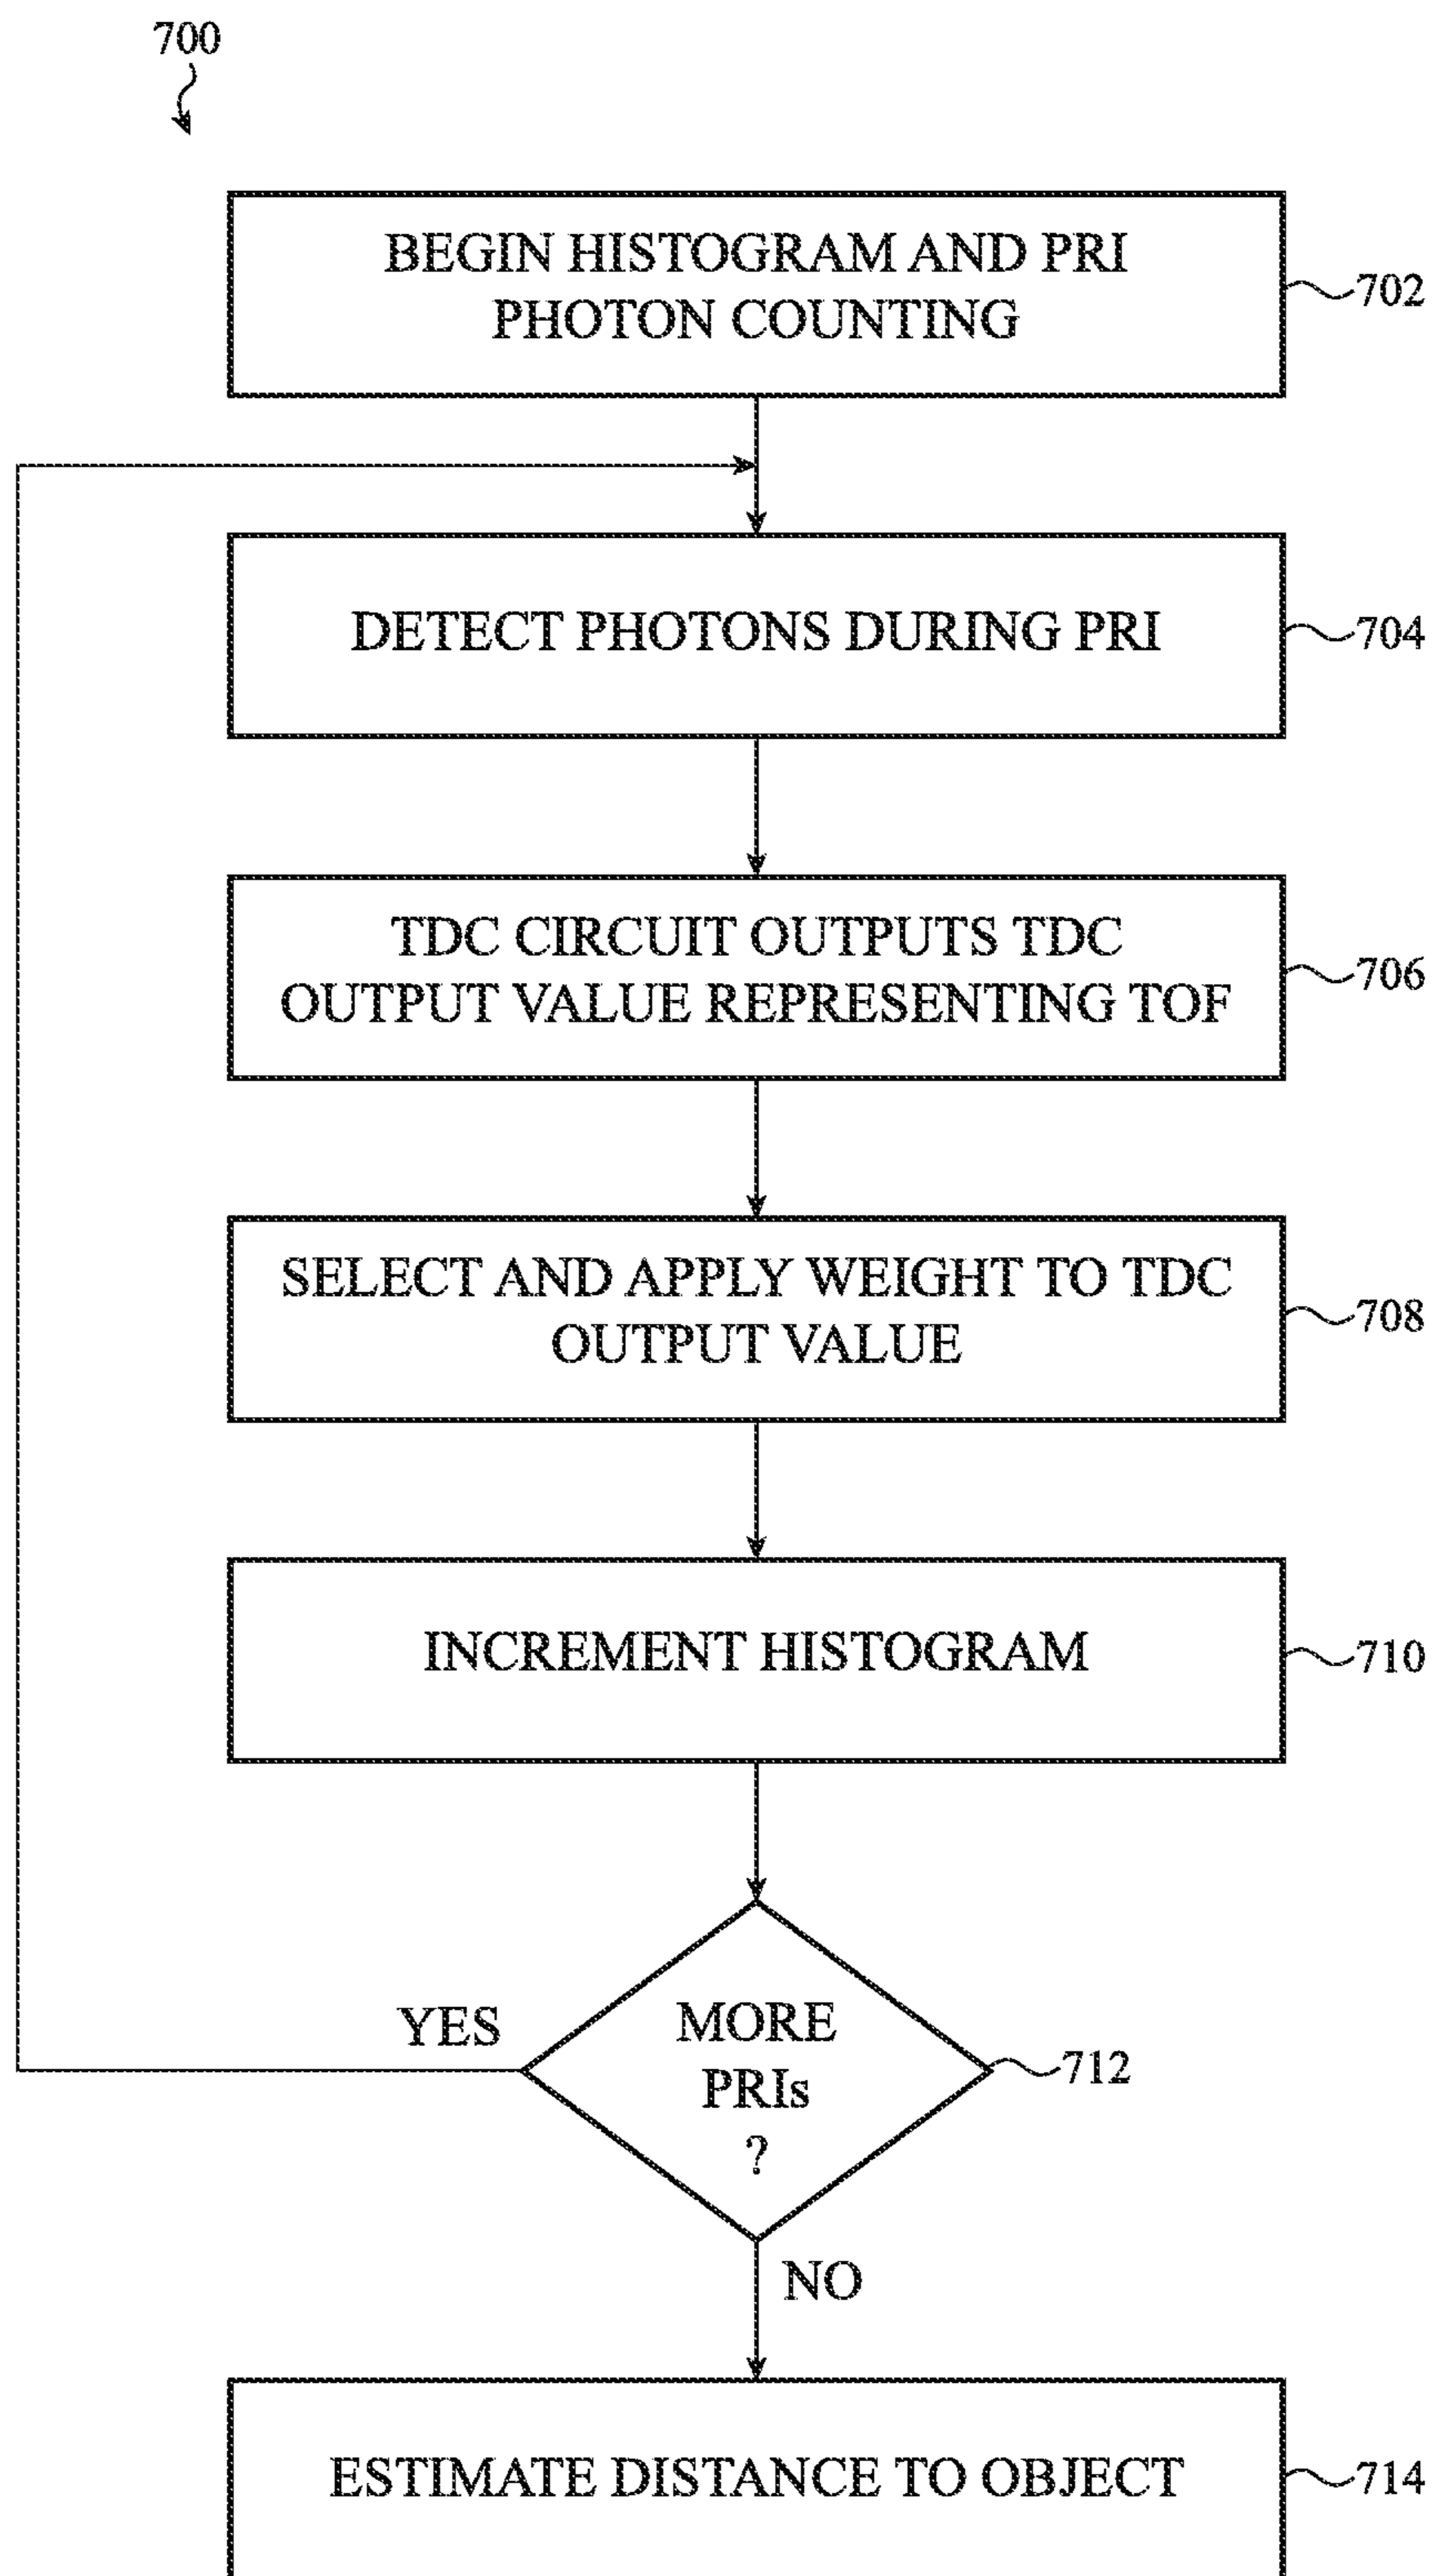 700
BEGIN HISTOGRAM AND PRI
PHOTON COUNTING
702
DETECT PHOTONS DURING PRI
704
TDC CIRCUIT OUTPUTS TDC
OUTPUT VALUE REPRESENTING TOF
706
SELECT AND APPLY WEIGHT TO TDC
OUTPUT VALUE
708
INCREMENT HISTOGRAM
710
YES
MORE
PRIs
?
712
NO
ESTIMATE DISTANCE TO OBJECT
714